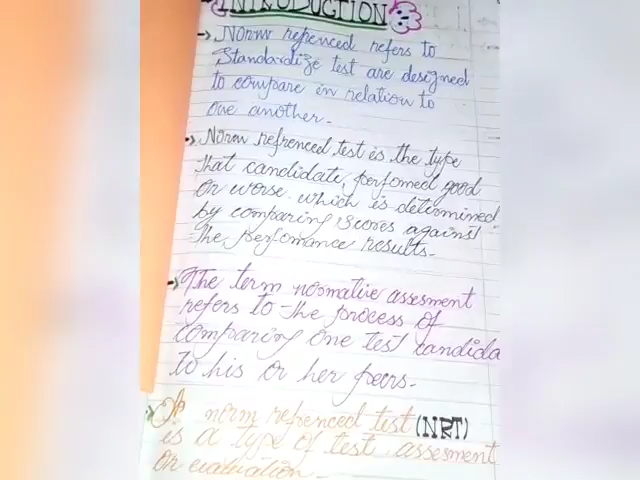 INTRODUCTION
→ Norm refrenced refers to
Standardize test are designed
to compare in relation to
one another.
→ Norm refrenced test is the type
that candidate, perfomed good
or worse which is determined
by comparing scores against
the perfomance results.
→ The term normative assesment
refers to the process of
comparing one test candida
to his or her peers.
→ A norm refrenced test (NRT)
is a type of test, assesment
or evaluation.